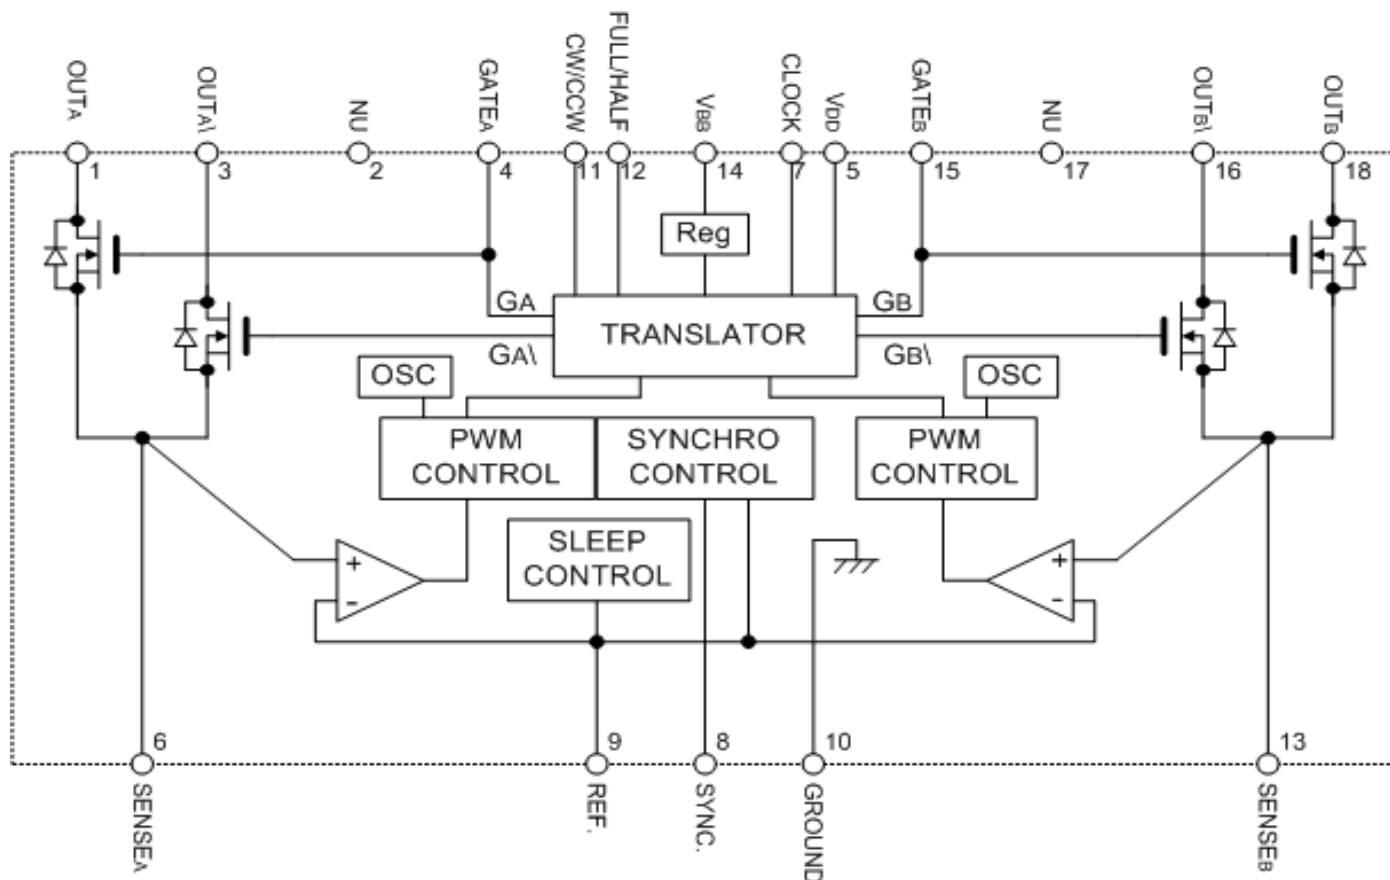 OUTA
OUTA\
NU
GATEA
CW/CCW
FULL/HALF
VBB
CLOCK
VDD
GATEB
NU
OUTB\
OUTB
1
3
2
4
11
12
14
7
5
15
17
16
18
Reg
GA
GB
TRANSLATOR
GA\
GB\
OSC
OSC
PWM
CONTROL
SYNCHRO
CONTROL
PWM
CONTROL
SLEEP
CONTROL
+
-
+
-
6
9
8
10
13
SENSEA
REF.
SYNC.
GROUND
SENSEB